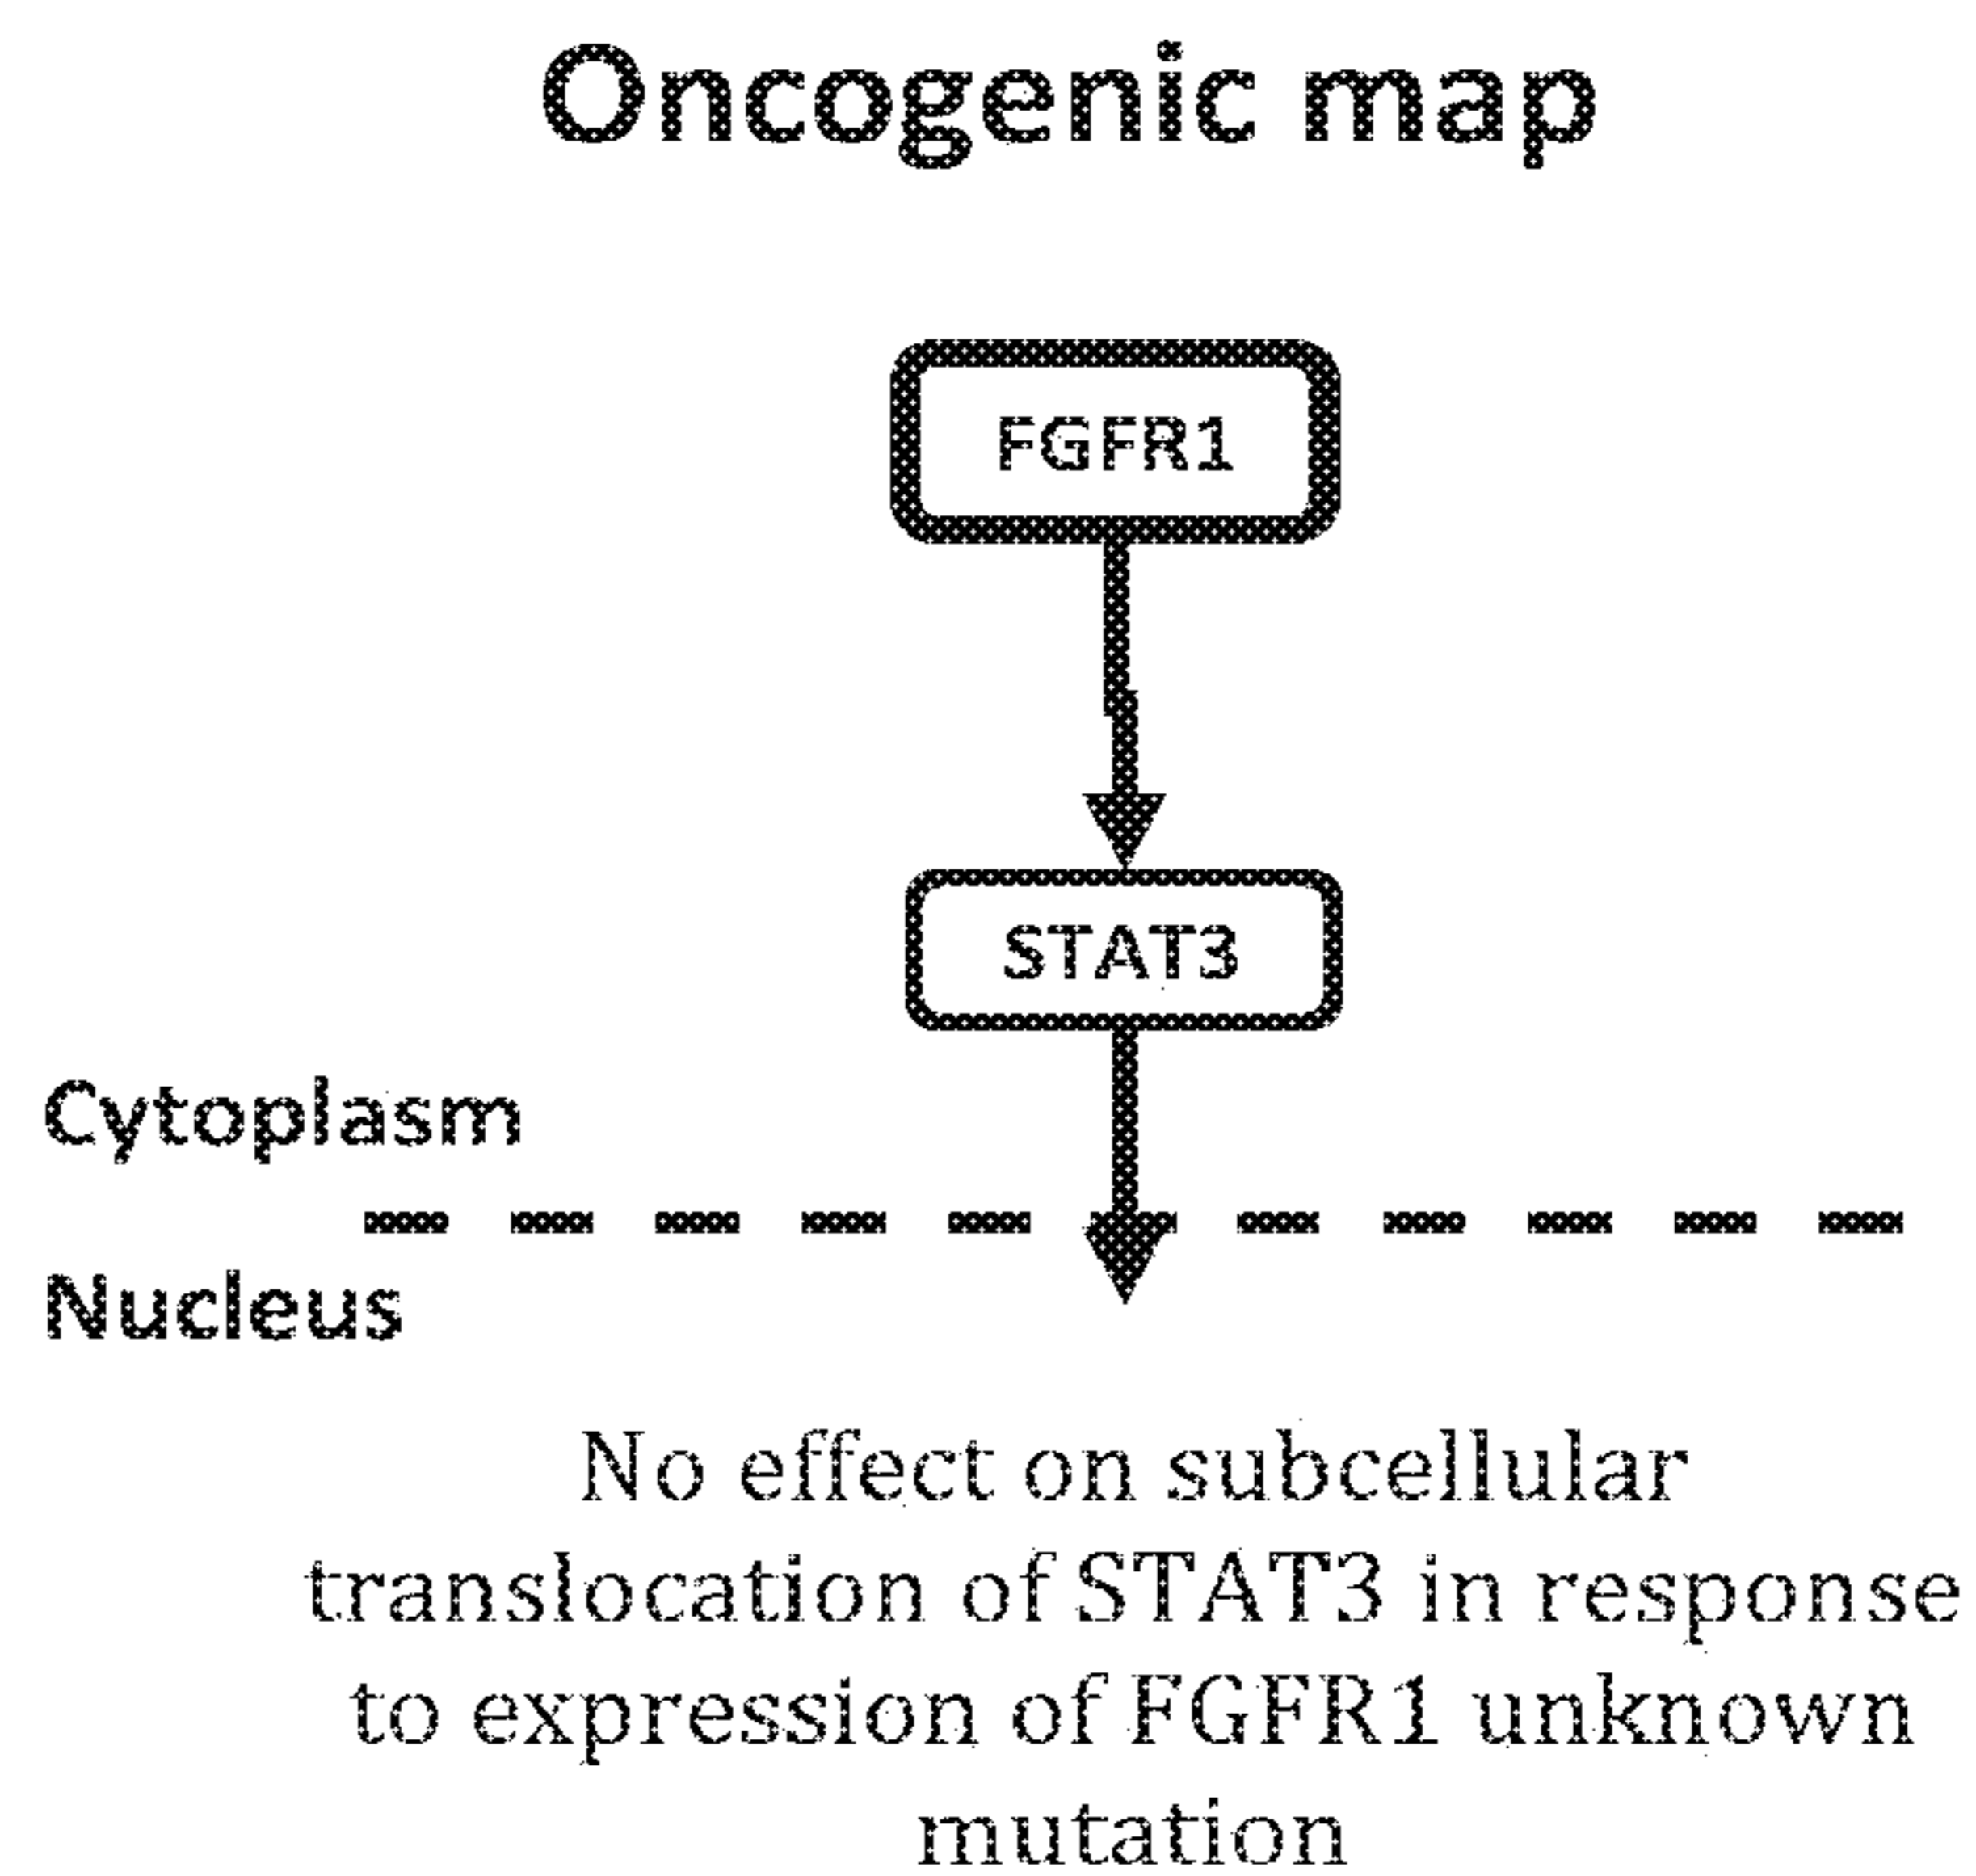 Oncogenic map
FGFR1
STAT3
Cytoplasm
Nucleus
No effect on subcellular
translocation of STAT3 in response
to expression of FGFR1 unknown
mutation